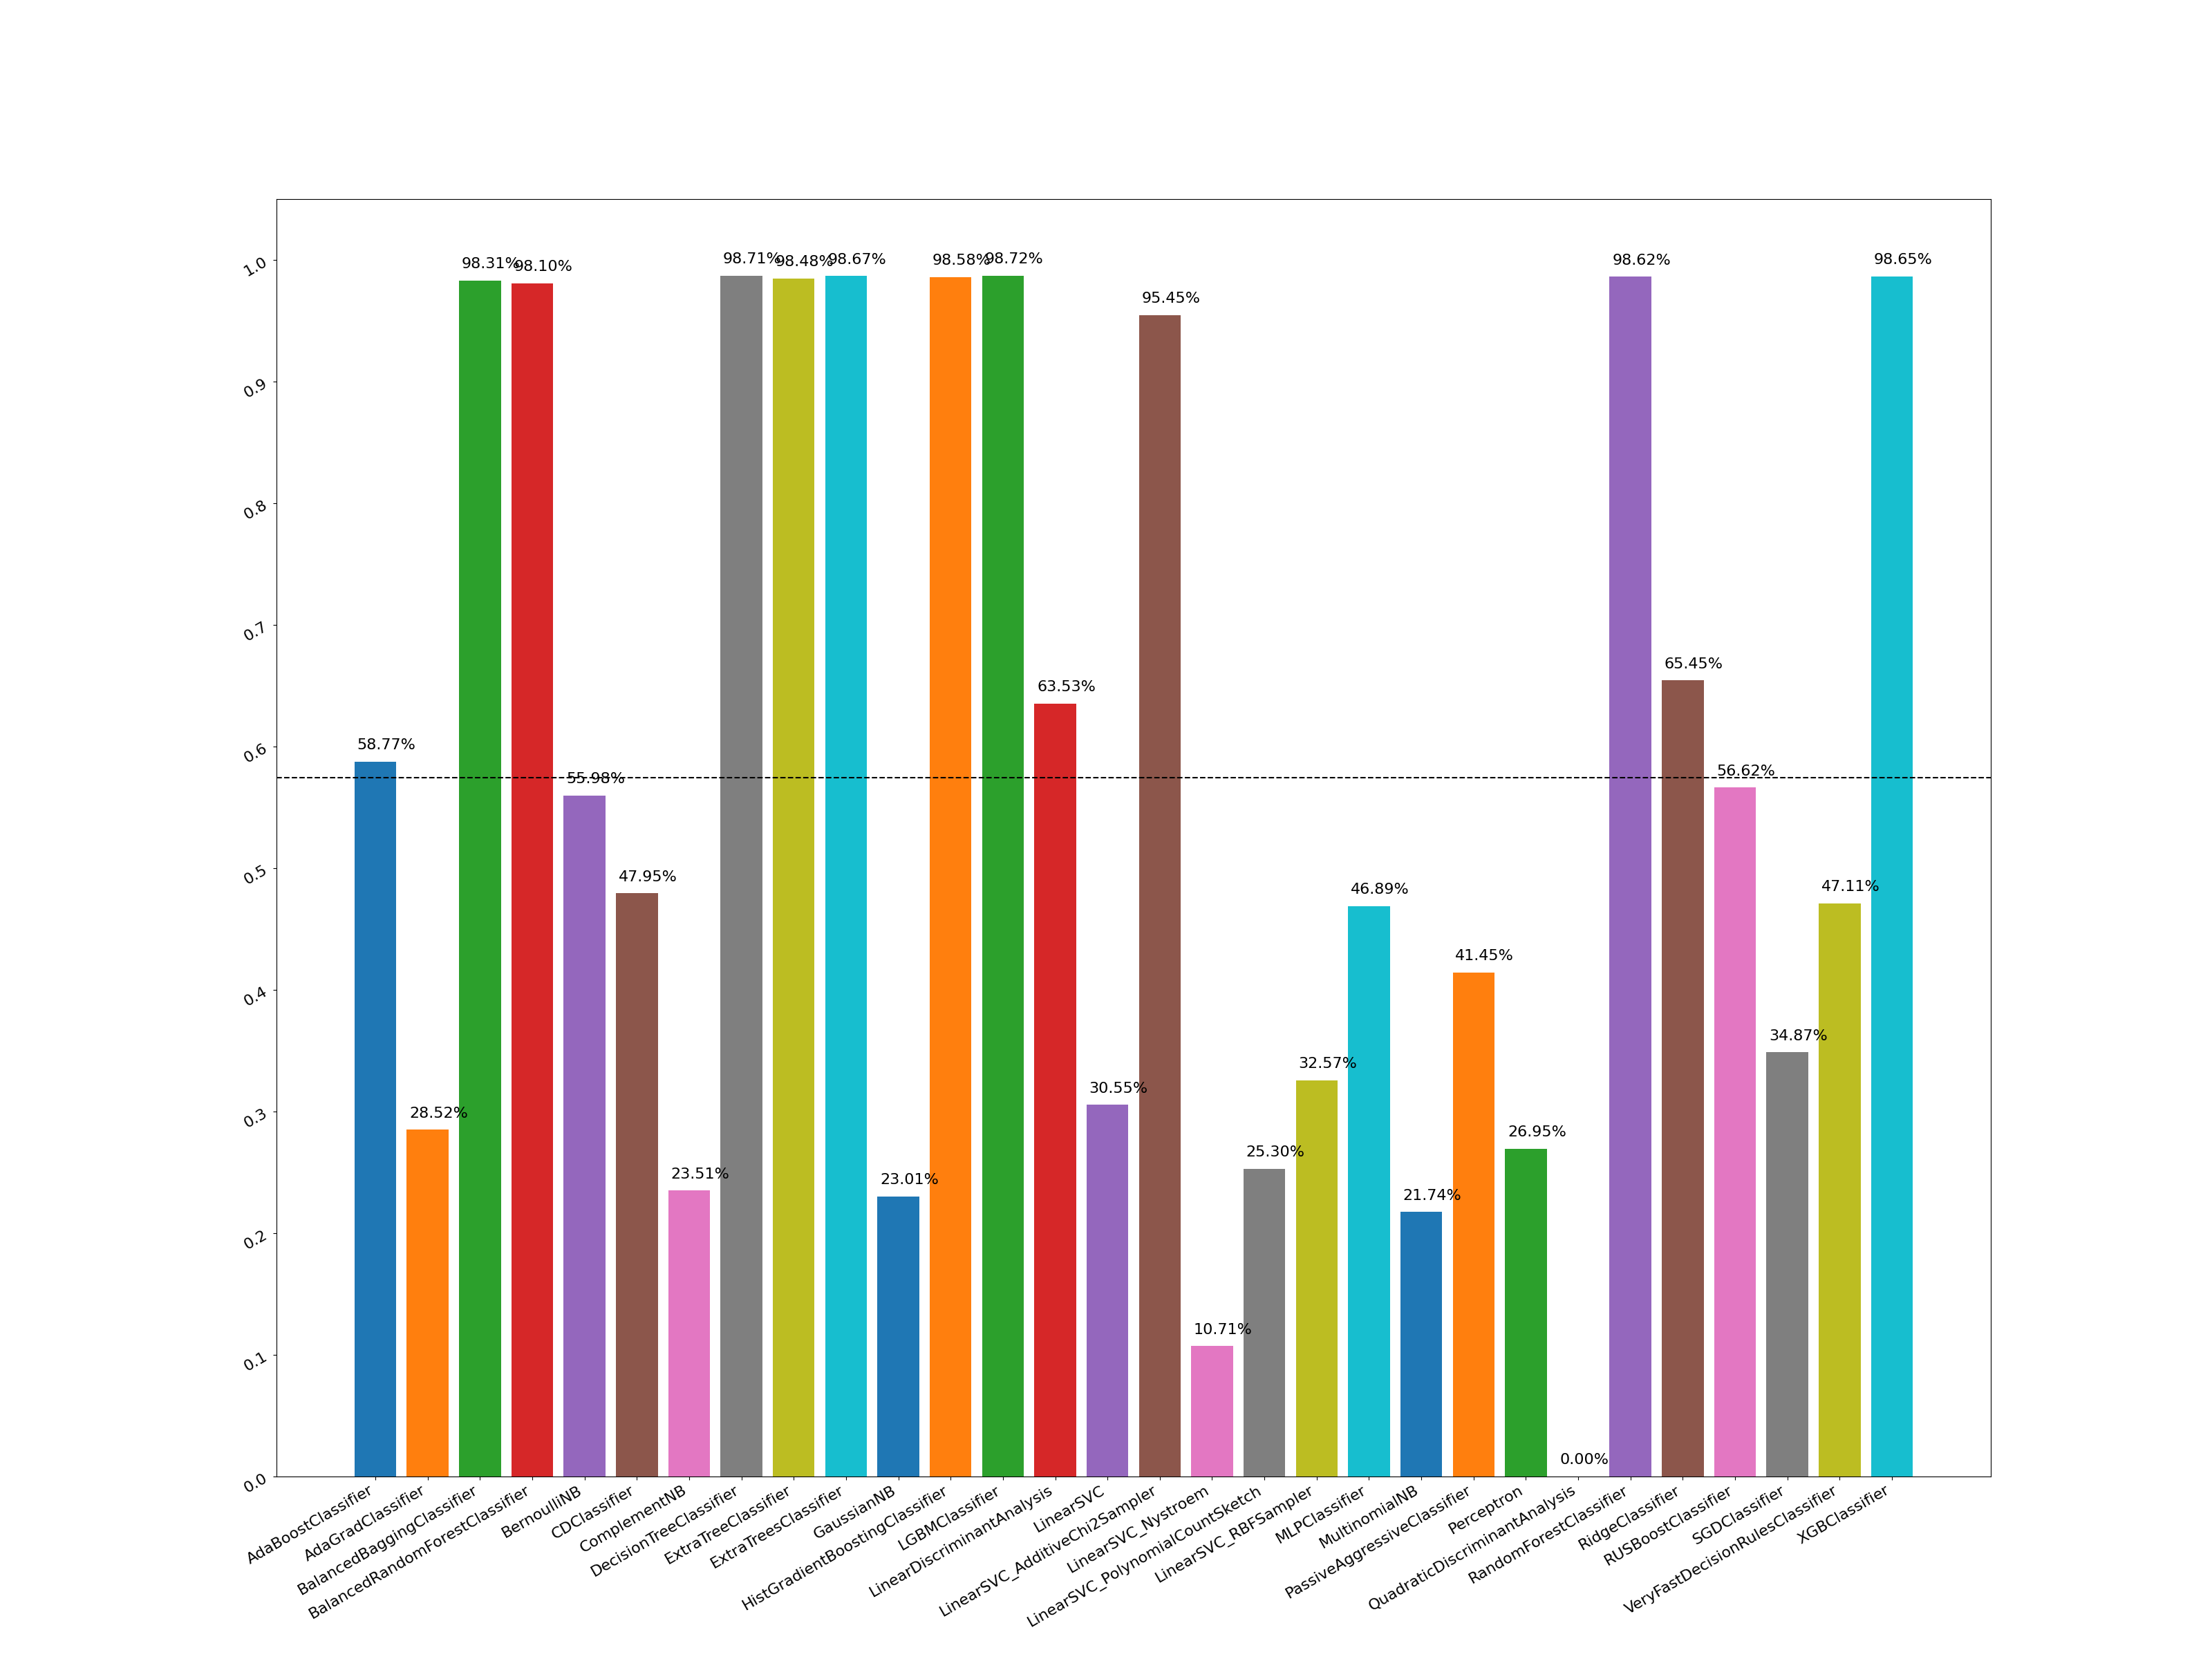 1.0
0.9
0.8
0.7
0.6
0.5
0.4
0.3
0.2
0.1
0.0
58.77%
28.52%
98.31%
98.10%
55.98%
47.95%
23.51%
98.71%
98.48%
98.67%
23.01%
98.58%
98.72%
63.53%
30.55%
95.45%
10.71%
25.30%
32.57%
46.89%
21.74%
41.45%
26.95%
0.00%
98.62%
65.45%
56.62%
34.87%
47.11%
98.65%
AdaBoostClassifier
AdaGradClassifier
BalancedBaggingClassifier
BalancedRandomForestClassifier
BernoulliNB
CDClassifier
ComplementNB
DecisionTreeClassifier
ExtraTreeClassifier
ExtraTreesClassifier
GaussianNB
HistGradientBoostingClassifier
LGBMClassifier
LinearDiscriminantAnalysis
LinearSVC
LinearSVC_AdditiveChi2Sampler
LinearSVC_Nystroem
LinearSVC_PolynomialCountSketch
LinearSVC_RBFSampler
MLPClassifier
MultinomialNB
PassiveAggressiveClassifier
Perceptron
QuadraticDiscriminantAnalysis
RandomForestClassifier
RidgeClassifier
RUSBoostClassifier
SGDClassifier
VeryFastDecisionRulesClassifier
XGBClassifier